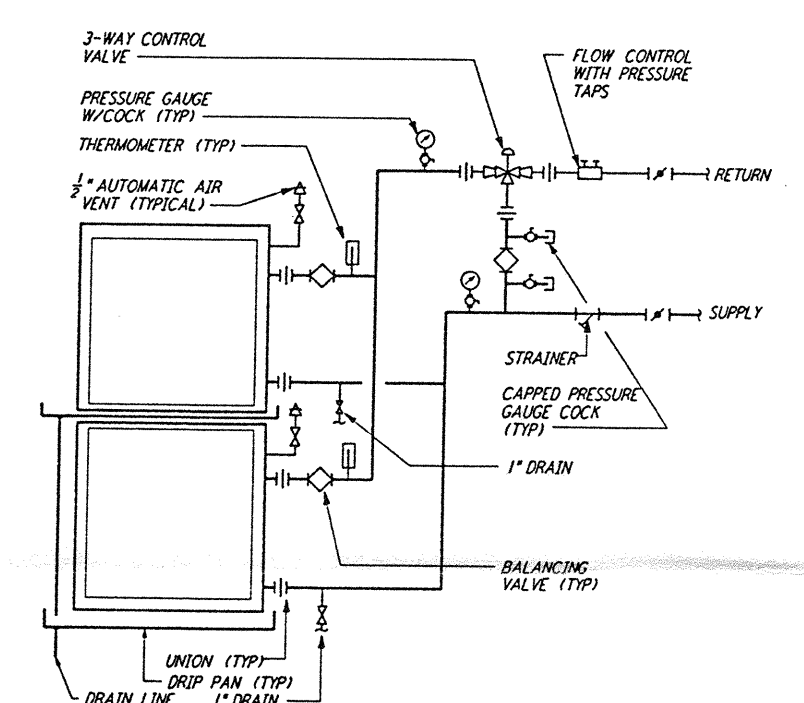 3-WAY CONTROL
VALVE
FLOW CONTROL
WITH PRESSURE
TAPS
PRESSURE GAUGE
W/COCK (TYP)
THERMOMETER (TYP)
1/2" AUTOMATIC AIR
VENT (TYPICAL)
RETURN
SUPPLY
STRAINER
CAPPED PRESSURE
GAUGE COCK
(TYP)
1" DRAIN
BALANCING
VALVE (TYP)
UNION (TYP)
DRIP PAN (TYP)
DRAIN LINE
1" DRAIN